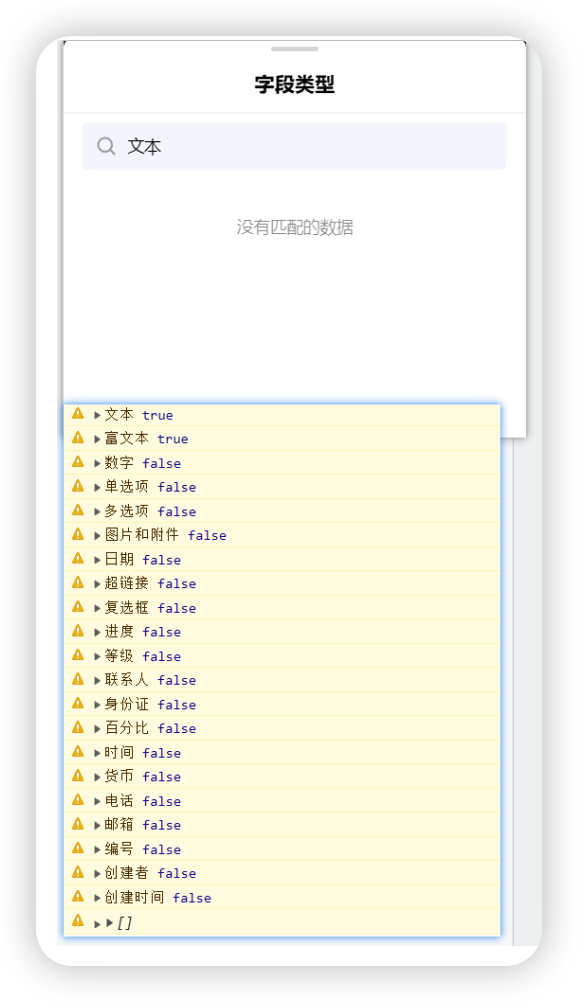 字段类型
文本
没有匹配的数据
文本 true
富文本 true
数字 false
单选项 false
多选项 false
图片和附件 false
日期 false
超链接 false
复选框 false
进度 false
等级 false
联系人 false
身份证 false
百分比 false
时间 false
货币 false
电话 false
邮箱 false
编号 false
创建者 false
创建时间 false
[]